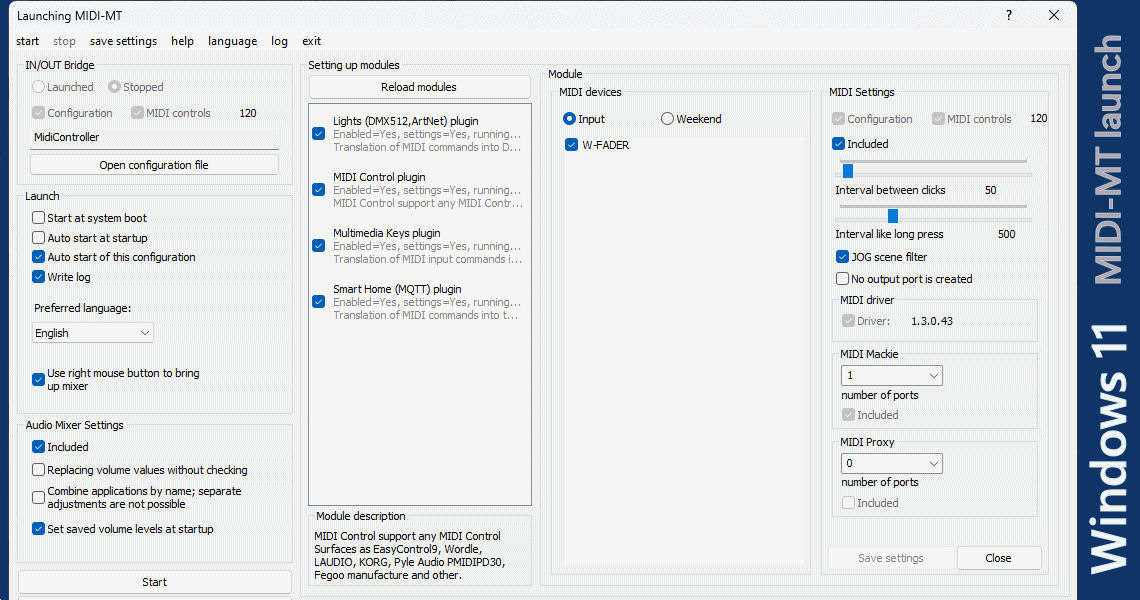 Launching MIDI-MT
?
start stop save settings help language log exit
IN/OUT Bridge
Launched Stopped
Configuration MIDI controls 120
MidiController
Open configuration file
Launch
Start at system boot
Auto start at startup
Auto start of this configuration
Write log
Preferred language:
English
Use right mouse button to bring
up mixer
Audio Mixer Settings
Included
Replacing volume values without checking
Combine applications by name; separate
adjustments are not possible
Set saved volume levels at startup
Start
Setting up modules
Reload modules
Lights (DMX512,ArtNet) plugin
Enabled=Yes, settings=Yes, running...
Translation of MIDI commands into D...
MIDI Control plugin
Enabled=Yes, settings=Yes, running...
MIDI Control support any MIDI Contr...
Multimedia Keys plugin
Enabled=Yes, settings=Yes, running...
Translation of MIDI input commands i...
Smart Home (MQTT) plugin
Enabled=Yes, settings=Yes, running...
Translation of MIDI commands into t...
Module description
MIDI Control support any MIDI Control
Surfaces as EasyControl9, Wordle,
LAUDIO, KORG, Pyle Audio PMIDIPD30,
Fegoo manufacture and other.
Module
MIDI devices
Input Weekend
W-FADER
MIDI Settings
Configuration MIDI controls 120
Included
Interval between clicks 50
Interval like long press 500
JOG scene filter
No output port is created
MIDI driver
Driver: 1.3.0.43
MIDI Mackie
1
number of ports
Included
MIDI Proxy
0
number of ports
Included
Save settings Close
Windows 11 MIDI-MT launch